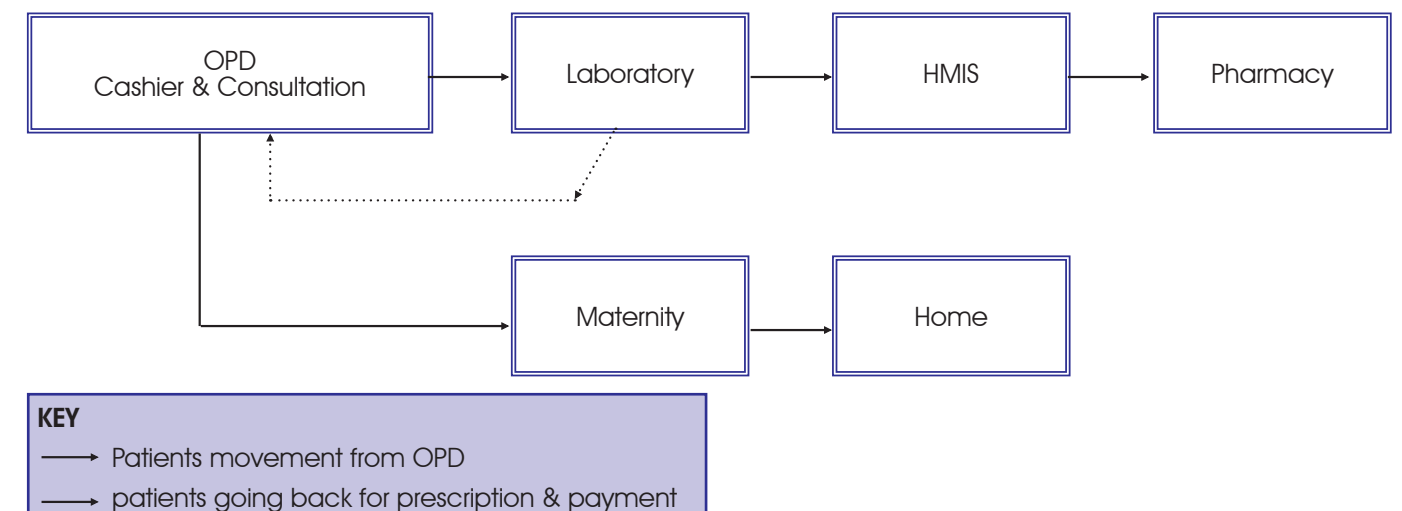 OPD
Cashier & Consultation
Laboratory
HMIS
Pharmacy
Maternity
Home
KEY
Patients movement from OPD
patients going back for prescription & payment